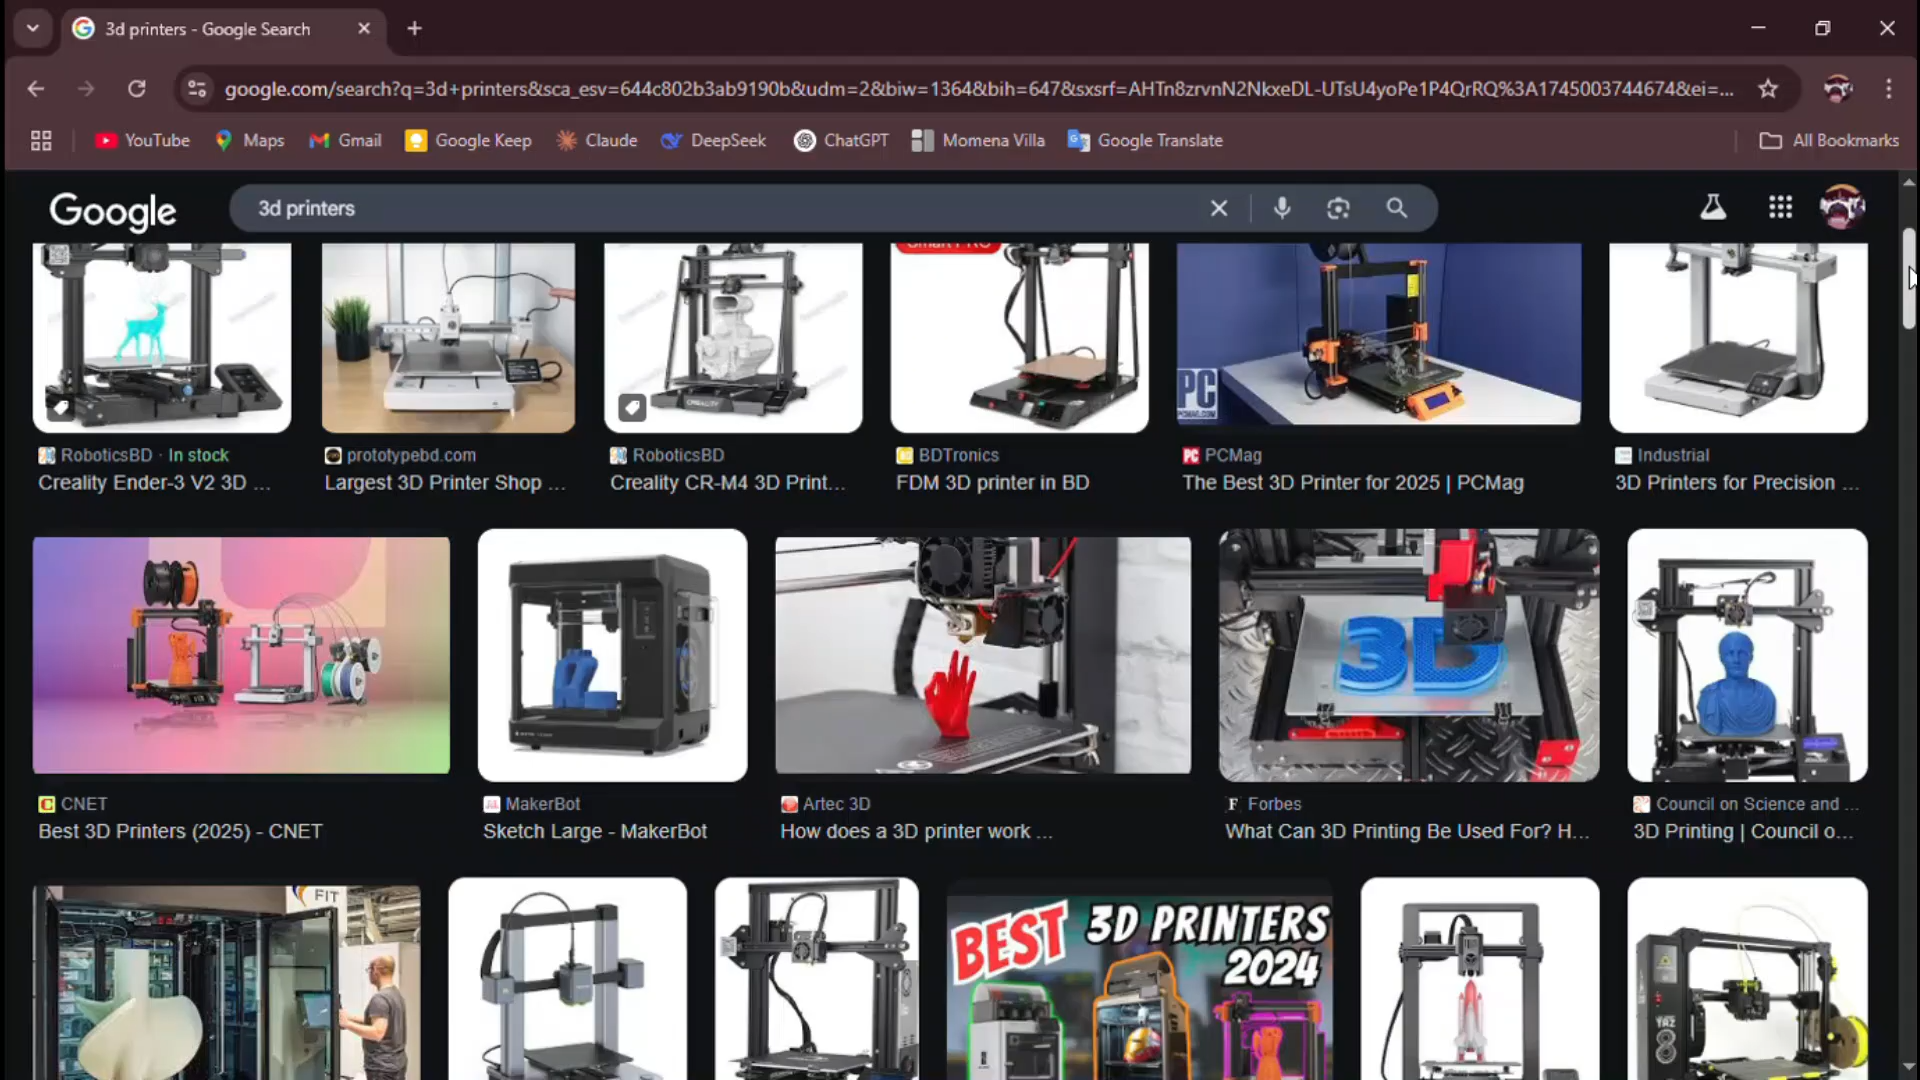 3d printers - Google Search
google.com/search?q=3d+printers&sca_esv=644c802b3ab9190b&udm=2&biw=1364&bih=647&sxsrf=AHTn8zrvnN2NkxeDL-UTsU4yoPe1P4QrRQ%3A1745003744674&ei=...
YouTube Maps Gmail Google Keep Claude DeepSeek ChatGPT Momena Villa Google Translate All Bookmarks
Google 3d printers
CREALITY
PC
PCMAG.COM
RoboticsBD · In stock
Creality Ender-3 V2 3D ...
prototypebd.com
Largest 3D Printer Shop ...
RoboticsBD
Creality CR-M4 3D Print...
BDTronics
FDM 3D printer in BD
PCMag
The Best 3D Printer for 2025 | PCMag
Industrial
3D Printers for Precision ...
3D
CNET
Best 3D Printers (2025) - CNET
MakerBot
Sketch Large - MakerBot
Artec 3D
How does a 3D printer work ...
Forbes
What Can 3D Printing Be Used For? H...
Council on Science and ...
3D Printing | Council o...
FIT
BEST 3D PRINTERS
2024
TAZ
8